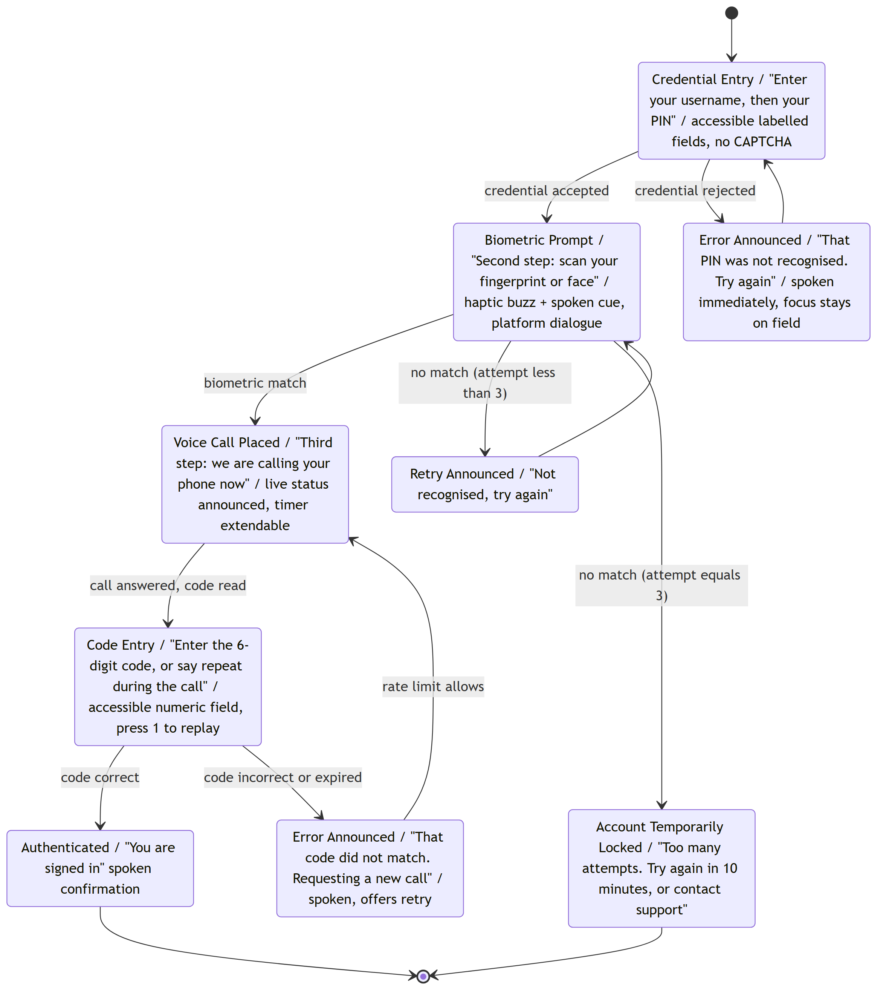 Credential Entry / "Enter
your username, then your
PIN" / accessible labelled
fields, no CAPTCHA
credential accepted
credential rejected
Biometric Prompt /
"Second step: scan your
fingerprint or face" /
haptic buzz + spoken cue,
platform dialogue
Error Announced / "That
PIN was not recognised.
Try again" / spoken
immediately, focus stays
on field
biometric match
no match (attempt less
than 3)
Voice Call Placed / "Third
step: we are calling your
phone now" / live status
announced, timer
extendable
Retry Announced / "Not
recognised, try again"
call answered, code read
no match (attempt equals
3)
Code Entry / "Enter the 6-
digit code, or say repeat
during the call" /
accessible numeric field,
press 1 to replay
rate limit allows
code correct
code incorrect or expired
Authenticated / "You are
signed in" spoken
confirmation
Error Announced / "That
code did not match.
Requesting a new call" /
spoken, offers retry
Account Temporarily
Locked / "Too many
attempts. Try again in 10
minutes, or contact
support"